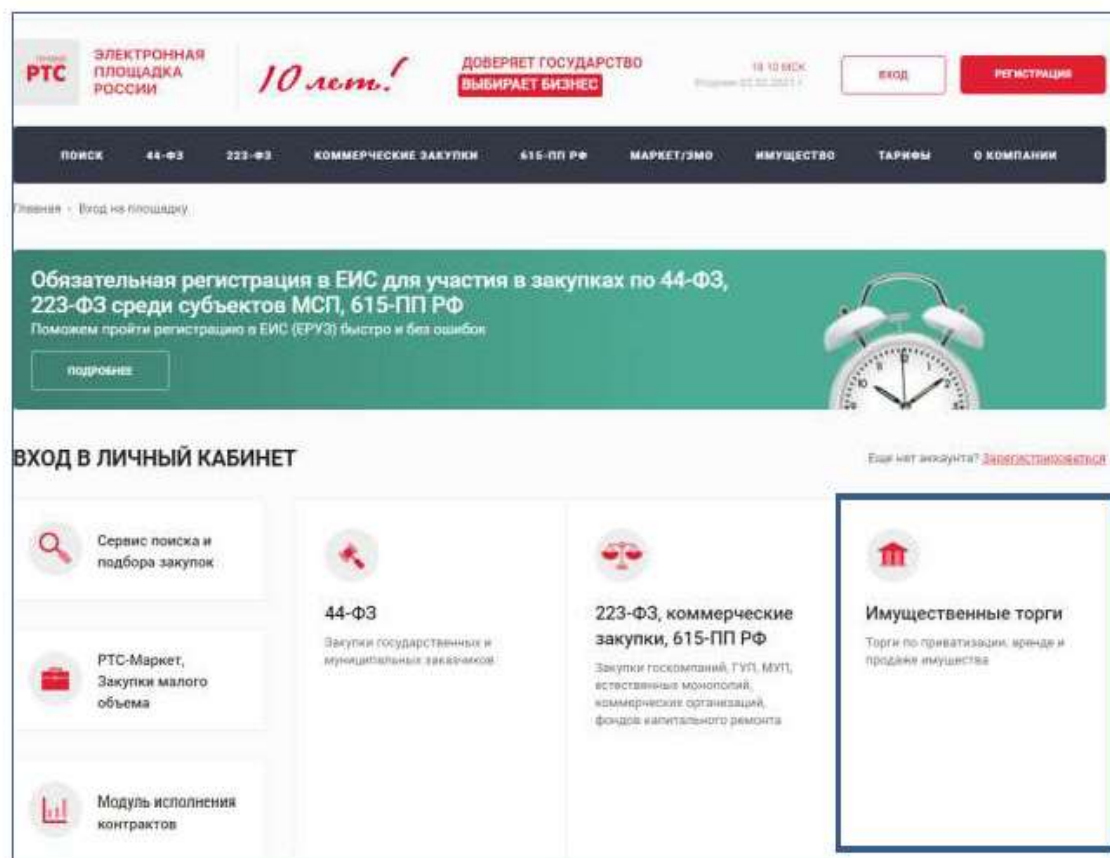 РТС
ЭЛЕКТРОННАЯ
ПЛОЩАДКА
РОССИИ
10 лет!
ДОВЕРЯЕТ ГОСУДАРСТВО
ВЫБИРАЕТ БИЗНЕС
18:10 МСК
ВХОД
РЕГИСТРАЦИЯ
ПОИСК 44-ФЗ 223-ФЗ КОММЕРЧЕСКИЕ ЗАКУПКИ 615-ПП РФ МАРКЕТ/ЗМО ИМУЩЕСТВО ТАРИФЫ О КОМПАНИИ
Главная - Вход на площадку
Обязательная регистрация в ЕИС для участия в закупках по 44-ФЗ,
223-ФЗ среди субъектов МСП, 615-ПП РФ
Поможем пройти регистрацию в ЕИС (ЕРУЗ) быстро и без ошибок
ПОДРОБНЕЕ
ВХОД В ЛИЧНЫЙ КАБИНЕТ
Еще нет аккаунта? Зарегистрироваться
Сервис поиска и
подбора закупок
РТС-Маркет,
Закупки малого
объема
Модуль исполнения
контрактов
44-ФЗ
Закупки государственных и
муниципальных заказчиков
223-ФЗ, коммерческие
закупки, 615-ПП РФ
Закупки госкомпаний, ГУП, МУП,
естественных монополий,
коммерческих организаций,
фондов капитального ремонта
Имущественные торги
Торги по приватизации, аренде и
продаже имущества